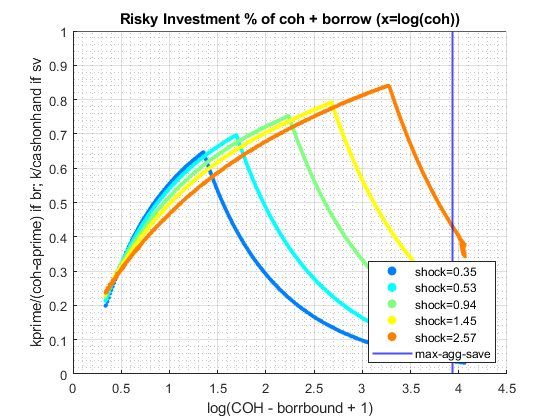 Risky Investment % of coh + borrow (x=log(coh))
kprime/(coh-aprime) if br; k/cashonhand if sv
1
0.9
0.8
0.7
0.6
0.5
0.4
0.3
0.2
0.1
0
shock=0.35
shock=0.53
shock=0.94
shock=1.45
shock=2.57
max-agg-save
0 0.5 1 1.5 2 2.5 3 3.5 4 4.5
log(COH - borrbound + 1)